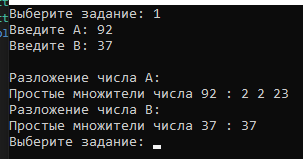 Выберите задание: 1
Введите A: 92
Введите B: 37
Разложение числа A:
Простые множители числа 92 : 2 2 23
Разложение числа B:
Простые множители числа 37 : 37
Выберите задание: